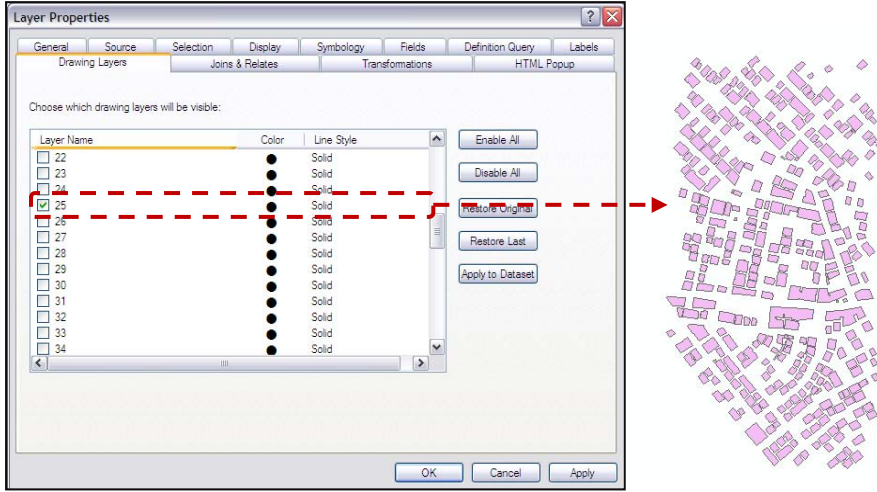 Layer Properties
?
General Source Selection Display Symbology Fields Definition Query Labels
Drawing Layers Joins & Relates Transformations HTML Popup
Choose which drawing layers will be visible:
Layer Name Color Line Style
Enable All
22 Solid
23 Solid
Disable All
24 Solid
25 Solid
Restore Original
26 Solid
27 Solid
Restore Last
28 Solid
29 Solid
Apply to Dataset
30 Solid
31 Solid
32 Solid
33 Solid
34 Solid
OK Cancel Apply